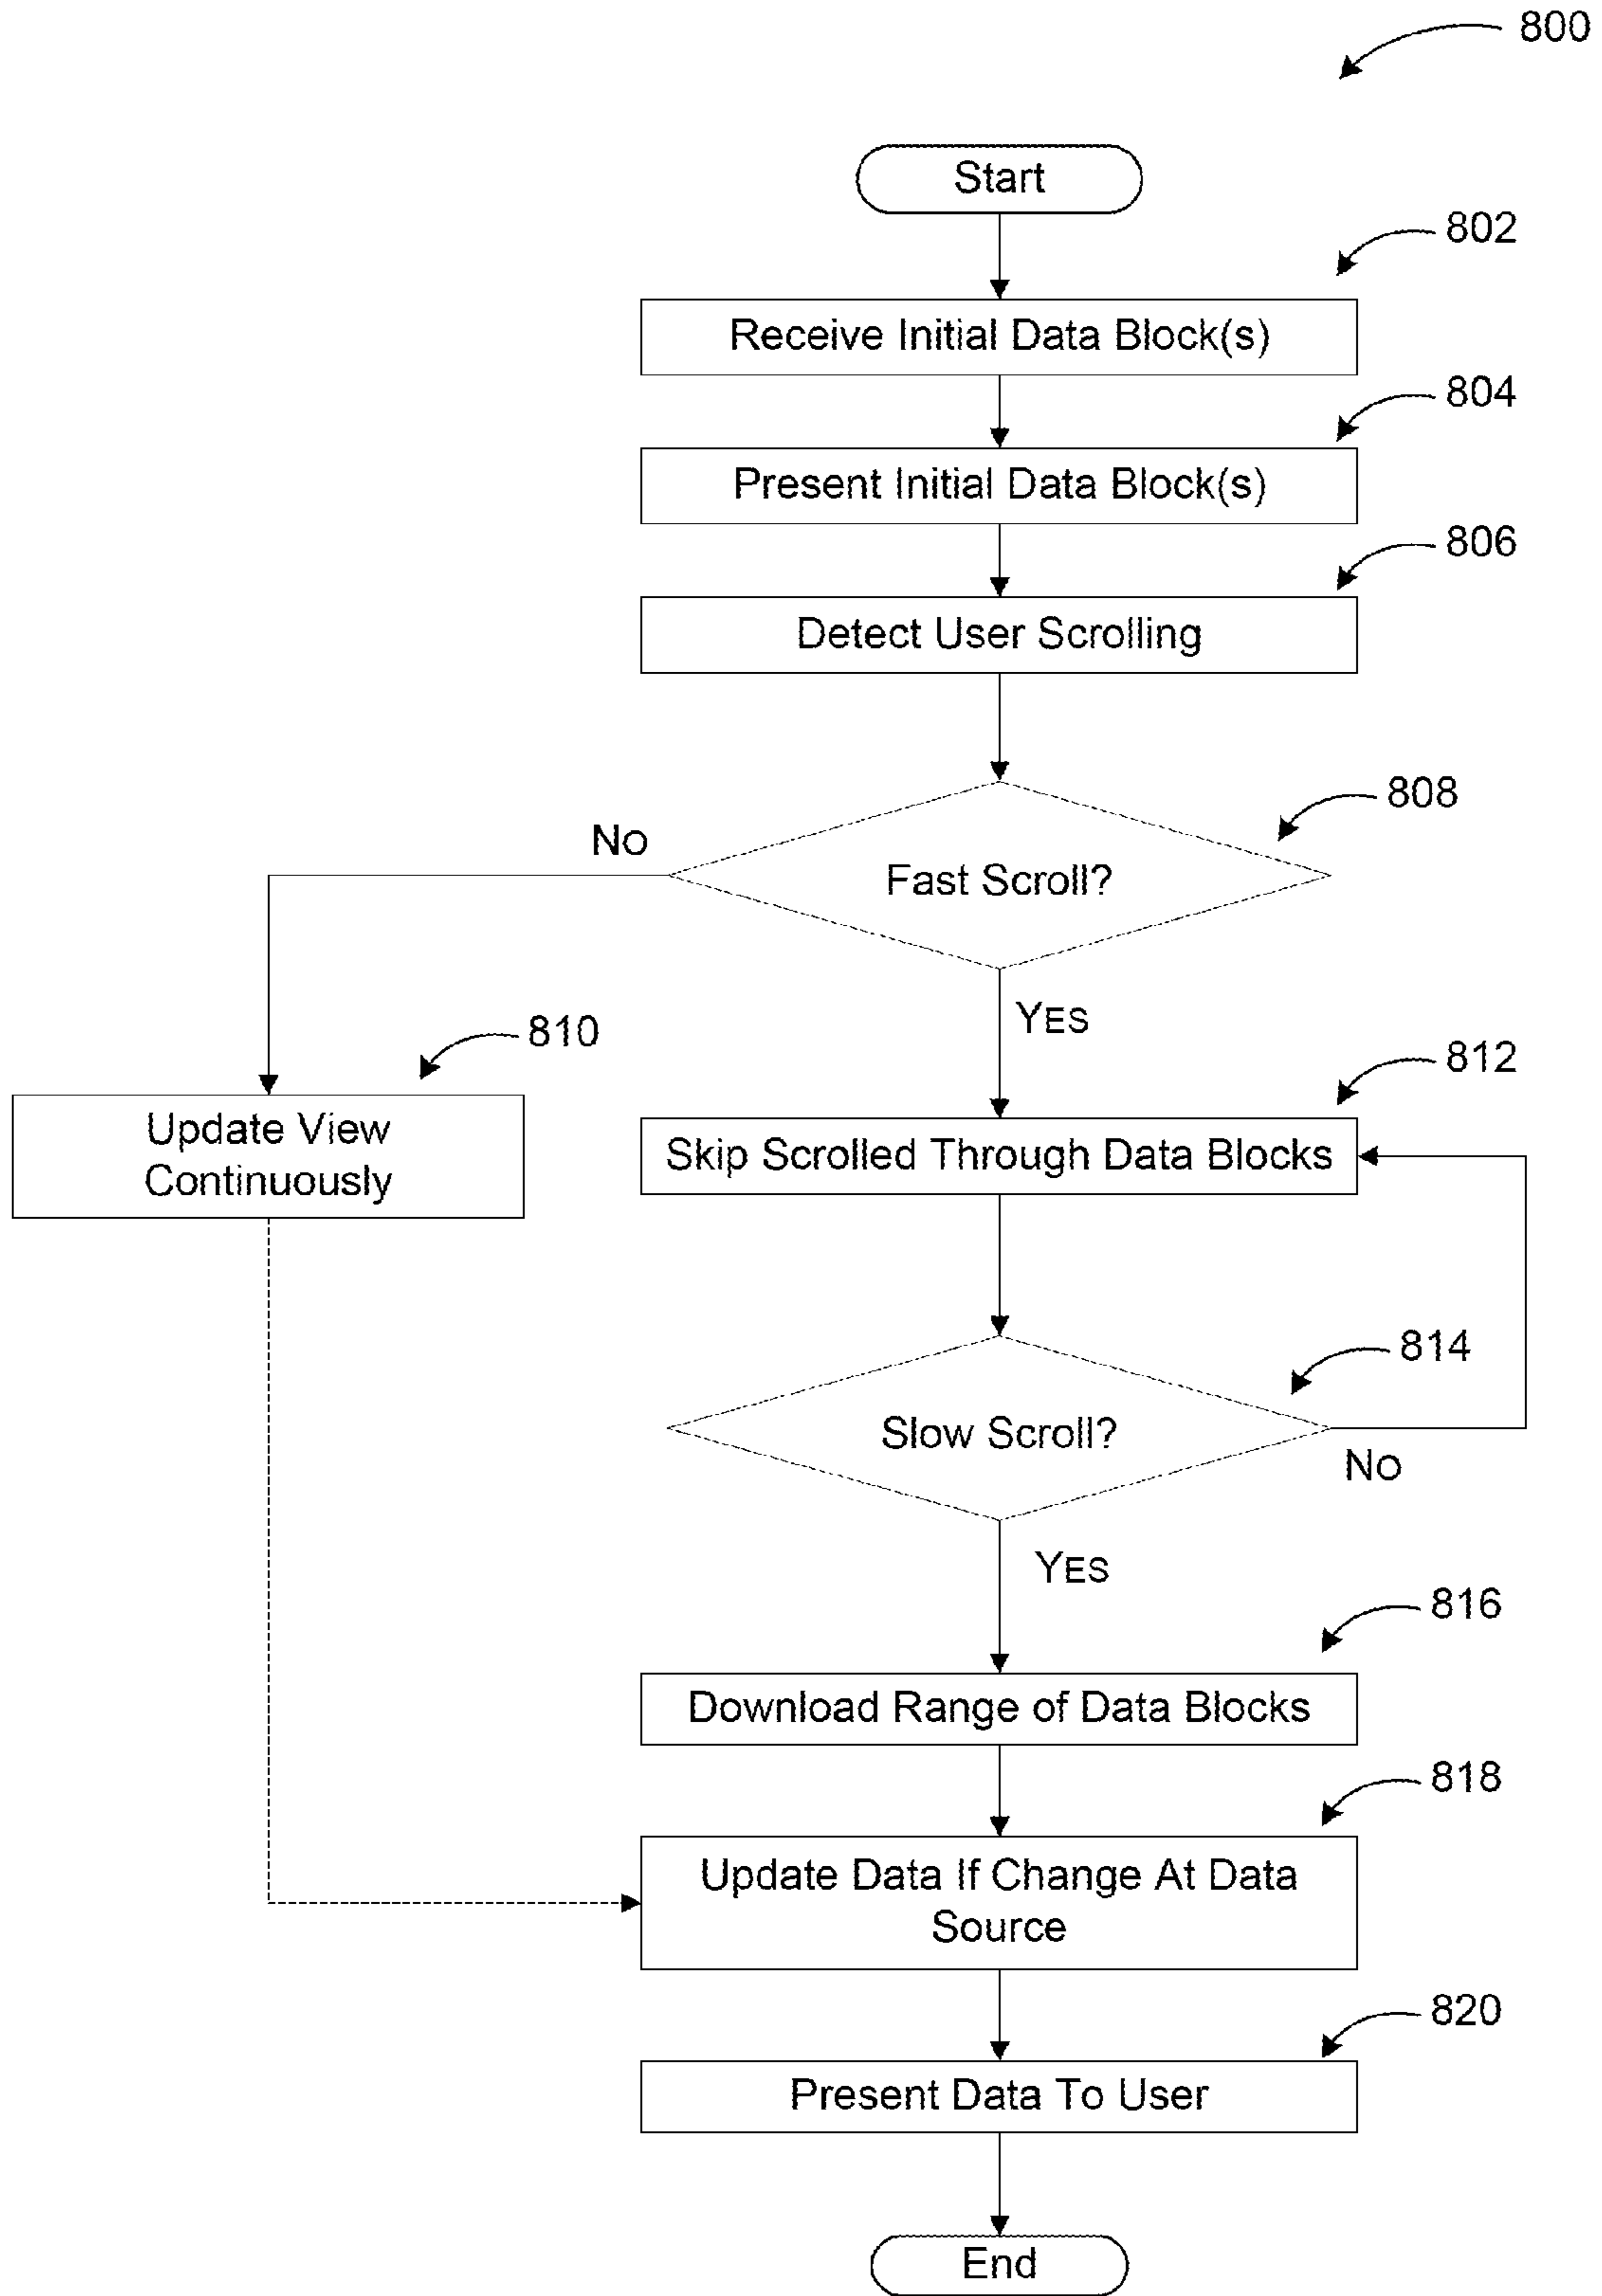 800
Start
802
Receive Initial Data Block(s)
804
Present Initial Data Block(s)
806
Detect User Scrolling
808
No
Fast Scroll?
YES
810
Update View
Continuously
812
Skip Scrolled Through Data Blocks
814
Slow Scroll?
No
YES
816
Download Range of Data Blocks
818
Update Data If Change At Data
Source
820
Present Data To User
End